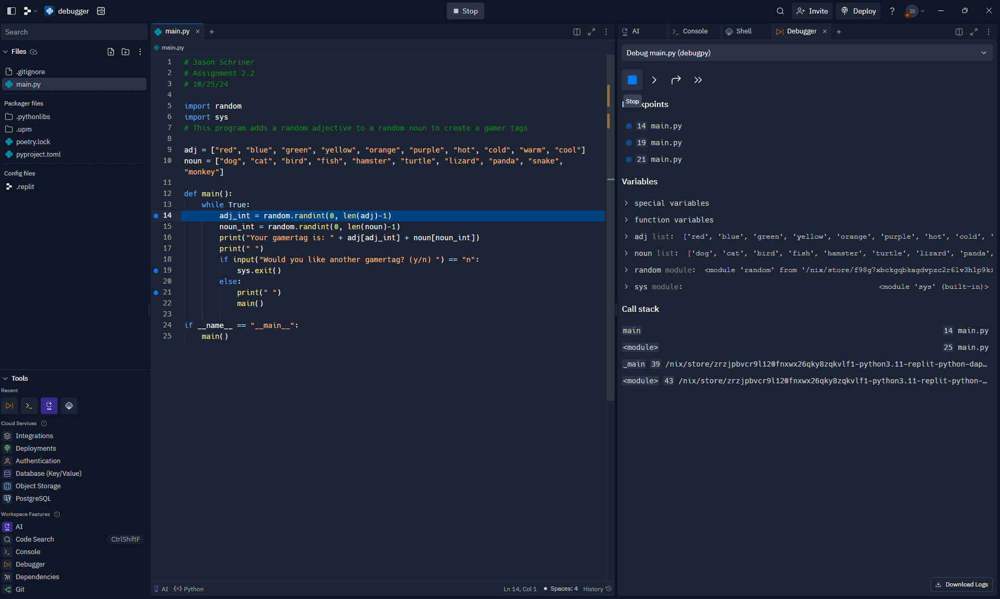 debugger
Stop
Invite
Deploy
?
JS
Search
Files
.gitignore
main.py
Packager files
.pythonlibs
.upm
poetry.lock
pyproject.toml
Config files
.replit
Tools
Recent
Cloud Services
Integrations
Deployments
Authentication
Database (Key/Value)
Object Storage
PostgreSQL
Workspace Features
AI
Code Search CtrlShiftF
Console
Debugger
Dependencies
Git
main.py
main.py
1 # Jason Schriner
2 # Assignment 2.2
3 # 10/25/24
4
5 import random
6 import sys
7 # This program adds a random adjective to a random noun to create a gamer tags
8
9 adj = ["red", "blue", "green", "yellow", "orange", "purple", "hot", "cold", "warm", "cool"]
10 noun = ["dog", "cat", "bird", "fish", "hamster", "turtle", "lizard", "panda", "snake",
"monkey"]
11
12 def main():
13 while True:
14 adj_int = random.randint(0, len(adj)-1)
15 noun_int = random.randint(0, len(noun)-1)
16 print("Your gamertag is: " + adj[adj_int] + noun[noun_int])
17 print(" ")
18 if input("Would you like another gamertag? (y/n) ") == "n":
19 sys.exit()
20 else:
21 print(" ")
22 main()
23
24 if __name__ == "__main__":
25 main()
AI Python Ln 14, Col 1 Spaces: 4 History
AI Console Shell Debugger
Debug main.py (debugpy)
Stop
kpoints
14 main.py
19 main.py
21 main.py
Variables
special variables
function variables
adj list: ['red', 'blue', 'green', 'yellow', 'orange', 'purple', 'hot', 'cold', '
noun list: ['dog', 'cat', 'bird', 'fish', 'hamster', 'turtle', 'lizard', 'panda',
random module: <module 'random' from '/nix/store/f98g7xbckgqbkagdvpzc2r6lv3h1p9ki
sys module: <module 'sys' (built-in)>
Call stack
main 14 main.py
<module> 25 main.py
_main 39 /nix/store/zrzjpbvcr9l120fnxwx26qky8zqkvlf1-python3.11-replit-python-dap…
<module> 43 /nix/store/zrzjpbvcr9l120fnxwx26qky8zqkvlf1-python3.11-replit-python-…
Download Logs